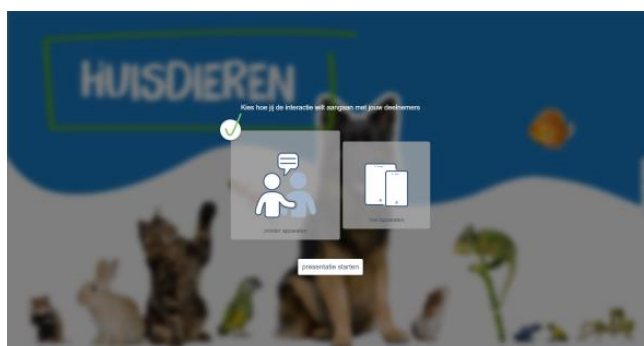 HUISDIEREN
Kies hoe jij de interactie wilt aangaan met jouw deelnemers
zonder apparaten
met apparaten
presentatie starten